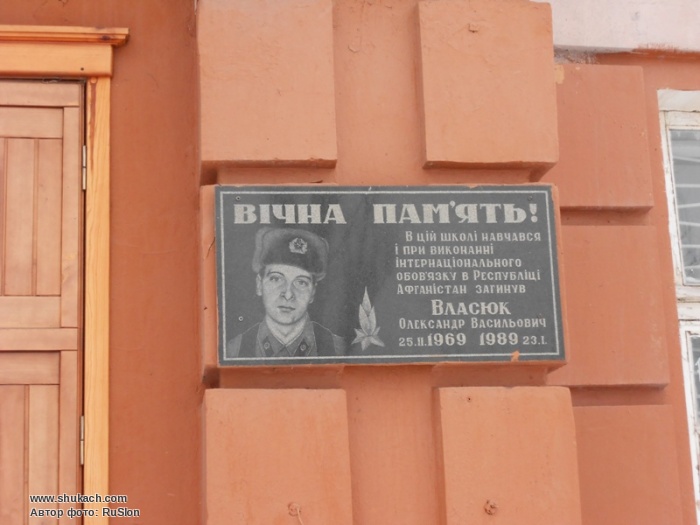 ВІЧНА ПАМ'ЯТЬ!
В ЦІЙ ШКОЛІ НАВЧАВСЯ
І ПРИ ВИКОНАННІ
ІНТЕРНАЦІОНАЛЬНОГО
ОБОВ'ЯЗКУ В РЕСПУБЛІЦІ
АФГАНІСТАН ЗАГИНУВ
ВЛАСЮК
ОЛЕКСАНДР ВАСИЛЬОВИЧ
25.II.1969 1989 23.I.
www.shukach.com
Автор фото: RuSlon